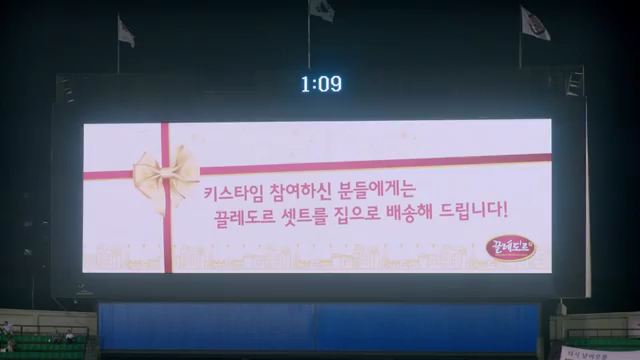 1:09
키스타임 참여하신 분들에게는
끌레도르 셋트를 집으로 배송해 드립니다!
끌레도르